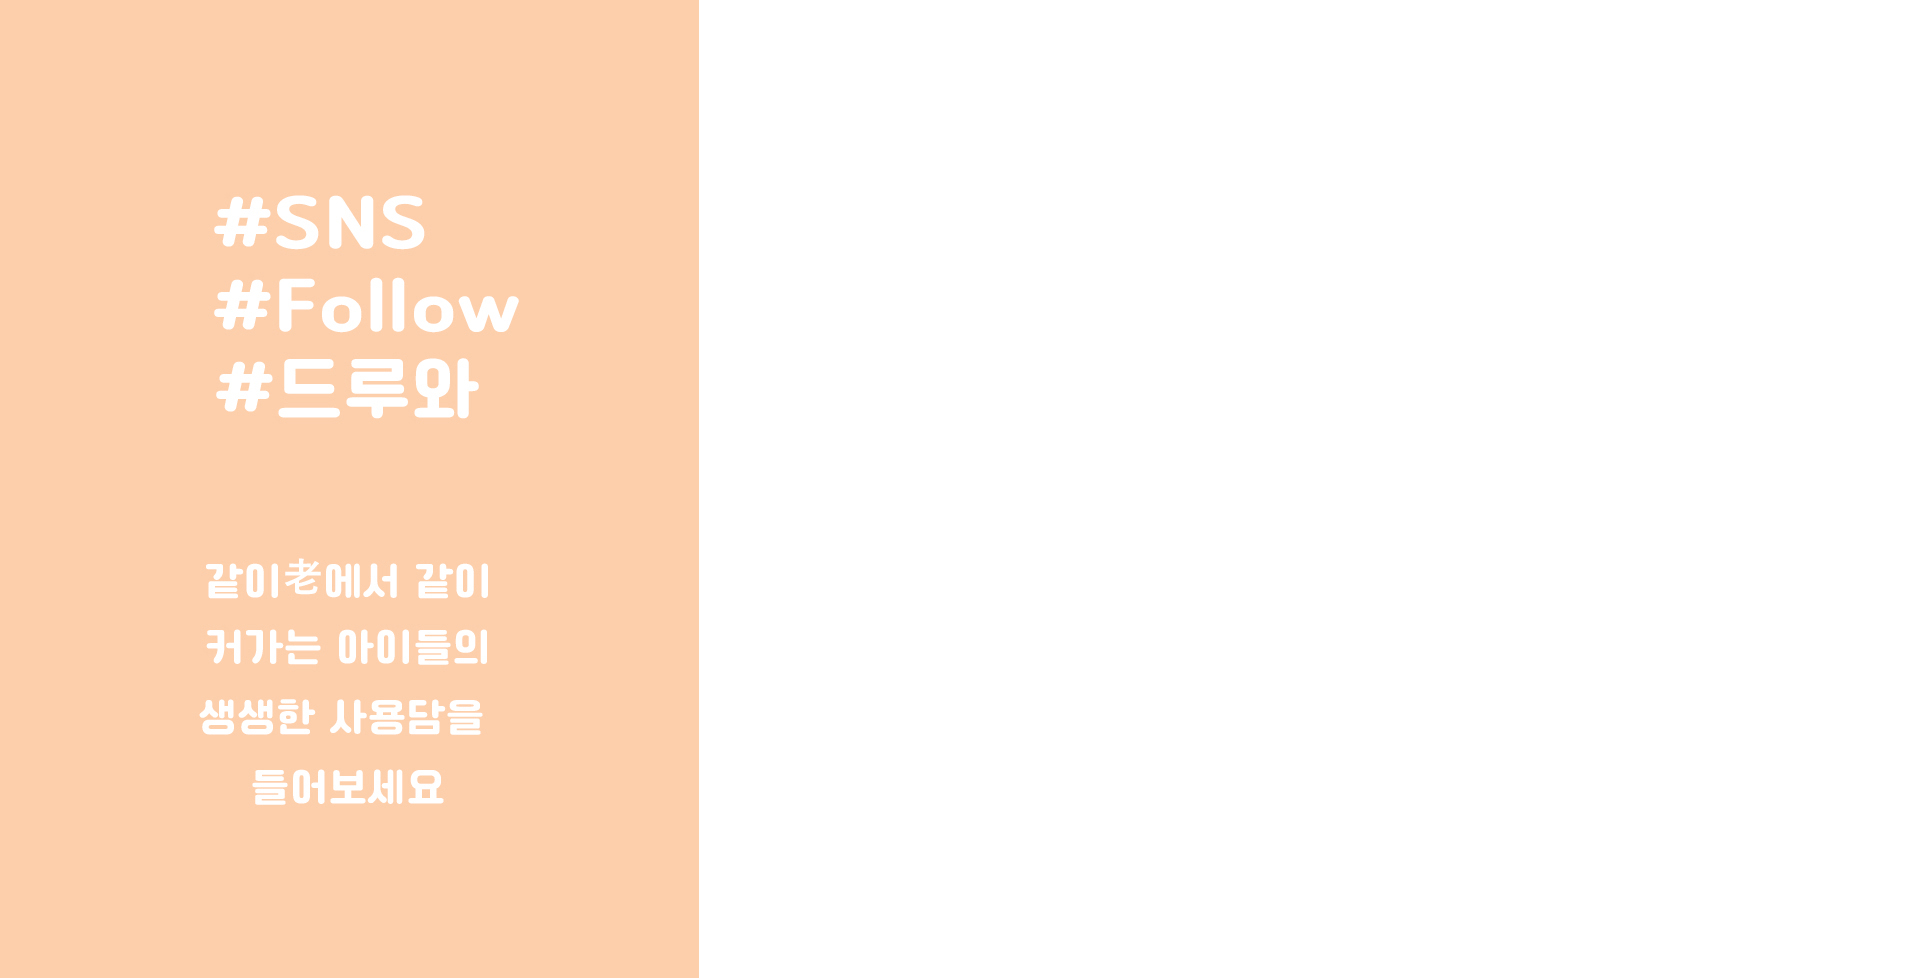 #SNS
#Follow
#드루와
같이老에서 같이
커가는 아이들의
생생한 사용담을
들어보세요